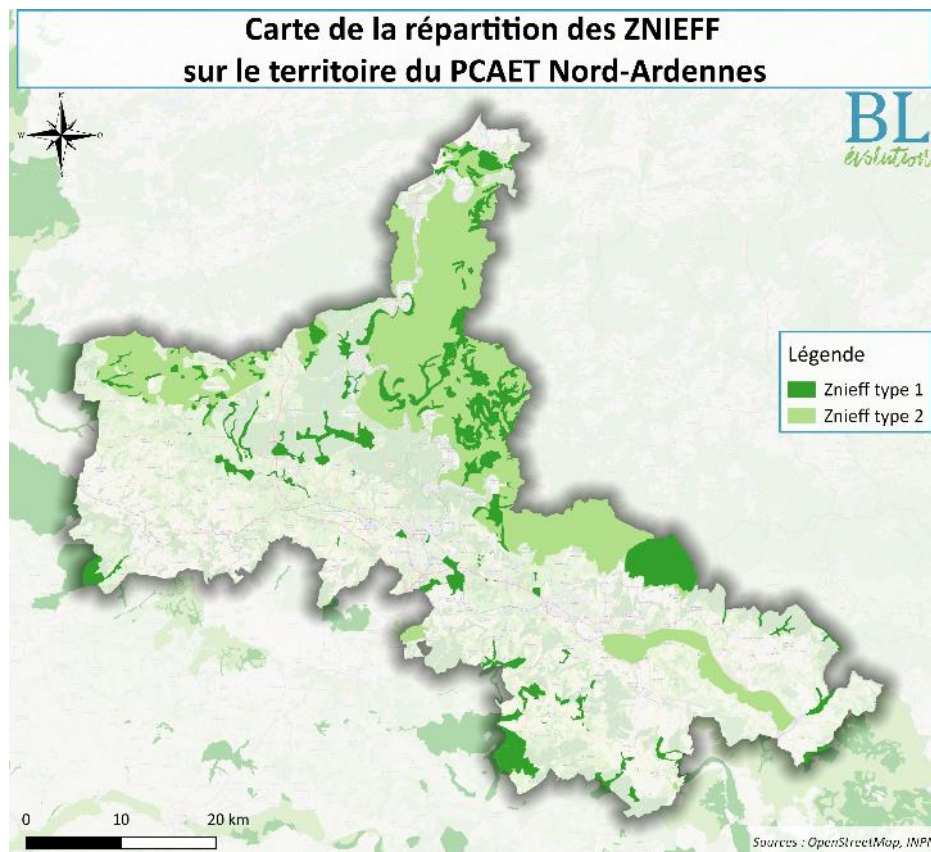 Carte de la répartition des ZNIEFF
sur le territoire du PCAET Nord-Ardennes
N
W
O
S
BL
évolution
Légende
Znieff type 1
Znieff type 2
0 10 20 km
Sources : OpenStreetMap, INPN